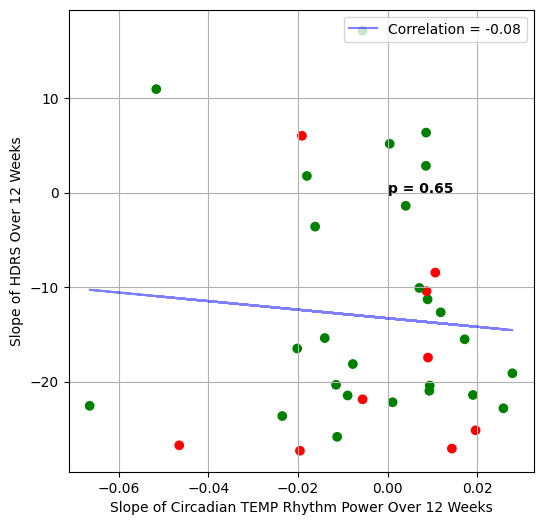 Correlation = -0.08
10
0
−10
−20
p = 0.65
−0.06
−0.04
−0.02
0.00
0.02
Slope of HDRS Over 12 Weeks
Slope of Circadian TEMP Rhythm Power Over 12 Weeks